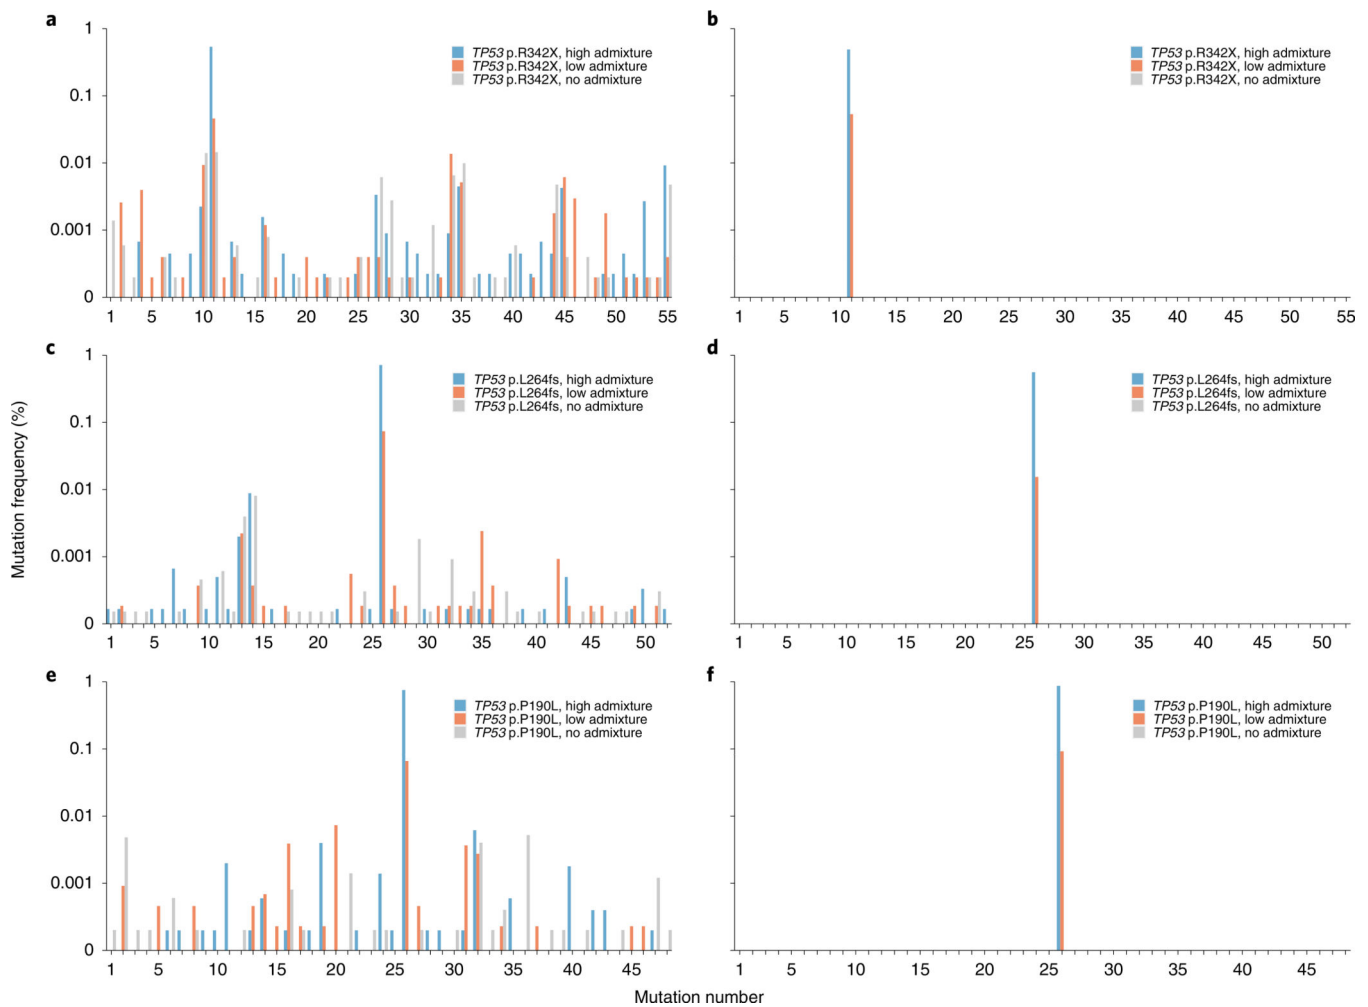 a
1
0.1
0.01
0.001
0
TP53 p.R342X, high admixture
TP53 p.R342X, low admixture
TP53 p.R342X, no admixture
1 5 10 15 20 25 30 35 40 45 50 55
b
TP53 p.R342X, high admixture
TP53 p.R342X, low admixture
TP53 p.R342X, no admixture
1 5 10 15 20 25 30 35 40 45 50 55
Mutation frequency (%)
c
1
0.1
0.01
0.001
0
TP53 p.L264fs, high admixture
TP53 p.L264fs, low admixture
TP53 p.L264fs, no admixture
1 5 10 15 20 25 30 35 40 45 50
d
TP53 p.L264fs, high admixture
TP53 p.L264fs, low admixture
TP53 p.L264fs, no admixture
1 5 10 15 20 25 30 35 40 45 50
e
1
0.1
0.01
0.001
0
TP53 p.P190L, high admixture
TP53 p.P190L, low admixture
TP53 p.P190L, no admixture
1 5 10 15 20 25 30 35 40 45
f
TP53 p.P190L, high admixture
TP53 p.P190L, low admixture
TP53 p.P190L, no admixture
1 5 10 15 20 25 30 35 40 45
Mutation number